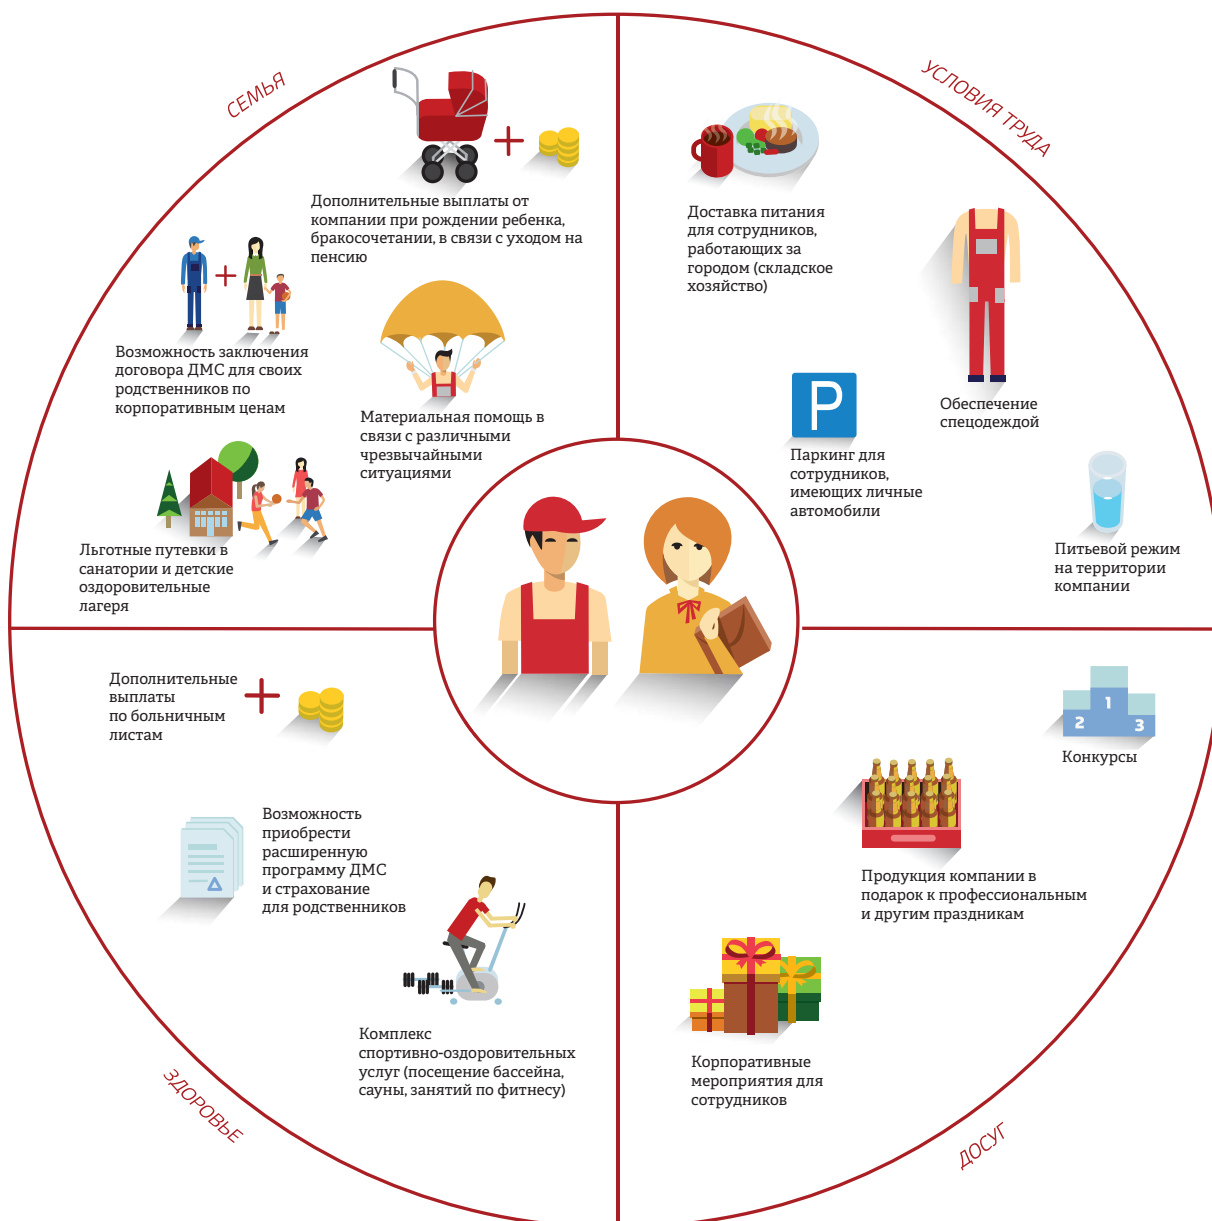 СЕМЬЯ
Дополнительные выплаты от
компании при рождении ребенка,
бракосочетании, в связи с уходом на
пенсию
Возможность заключения
договора ДМС для своих
родственников по
корпоративным ценам
Материальная помощь в
связи с различными
чрезвычайными
ситуациями
Льготные путевки в
санатории и детские
оздоровительные
лагеря
УСЛОВИЯ ТРУДА
Доставка питания
для сотрудников,
работающих за
городом (складское
хозяйство)
Обеспечение
спецодеждой
P
Паркинг для
сотрудников,
имеющих личные
автомобили
Питьевой режим
на территории
компании
Дополнительные
выплаты
по больничным
листам
Возможность
приобрести
расширенную
программу ДМС
и страхование
для родственников
Комплекс
спортивно-оздоровительных
услуг (посещение бассейна,
сауны, занятий по фитнесу)
ЗДОРОВЬЕ
1
2
3
Конкурсы
Продукция компании в
подарок к профессиональным
и другим праздникам
Корпоративные
мероприятия для
сотрудников
ДОСУГ